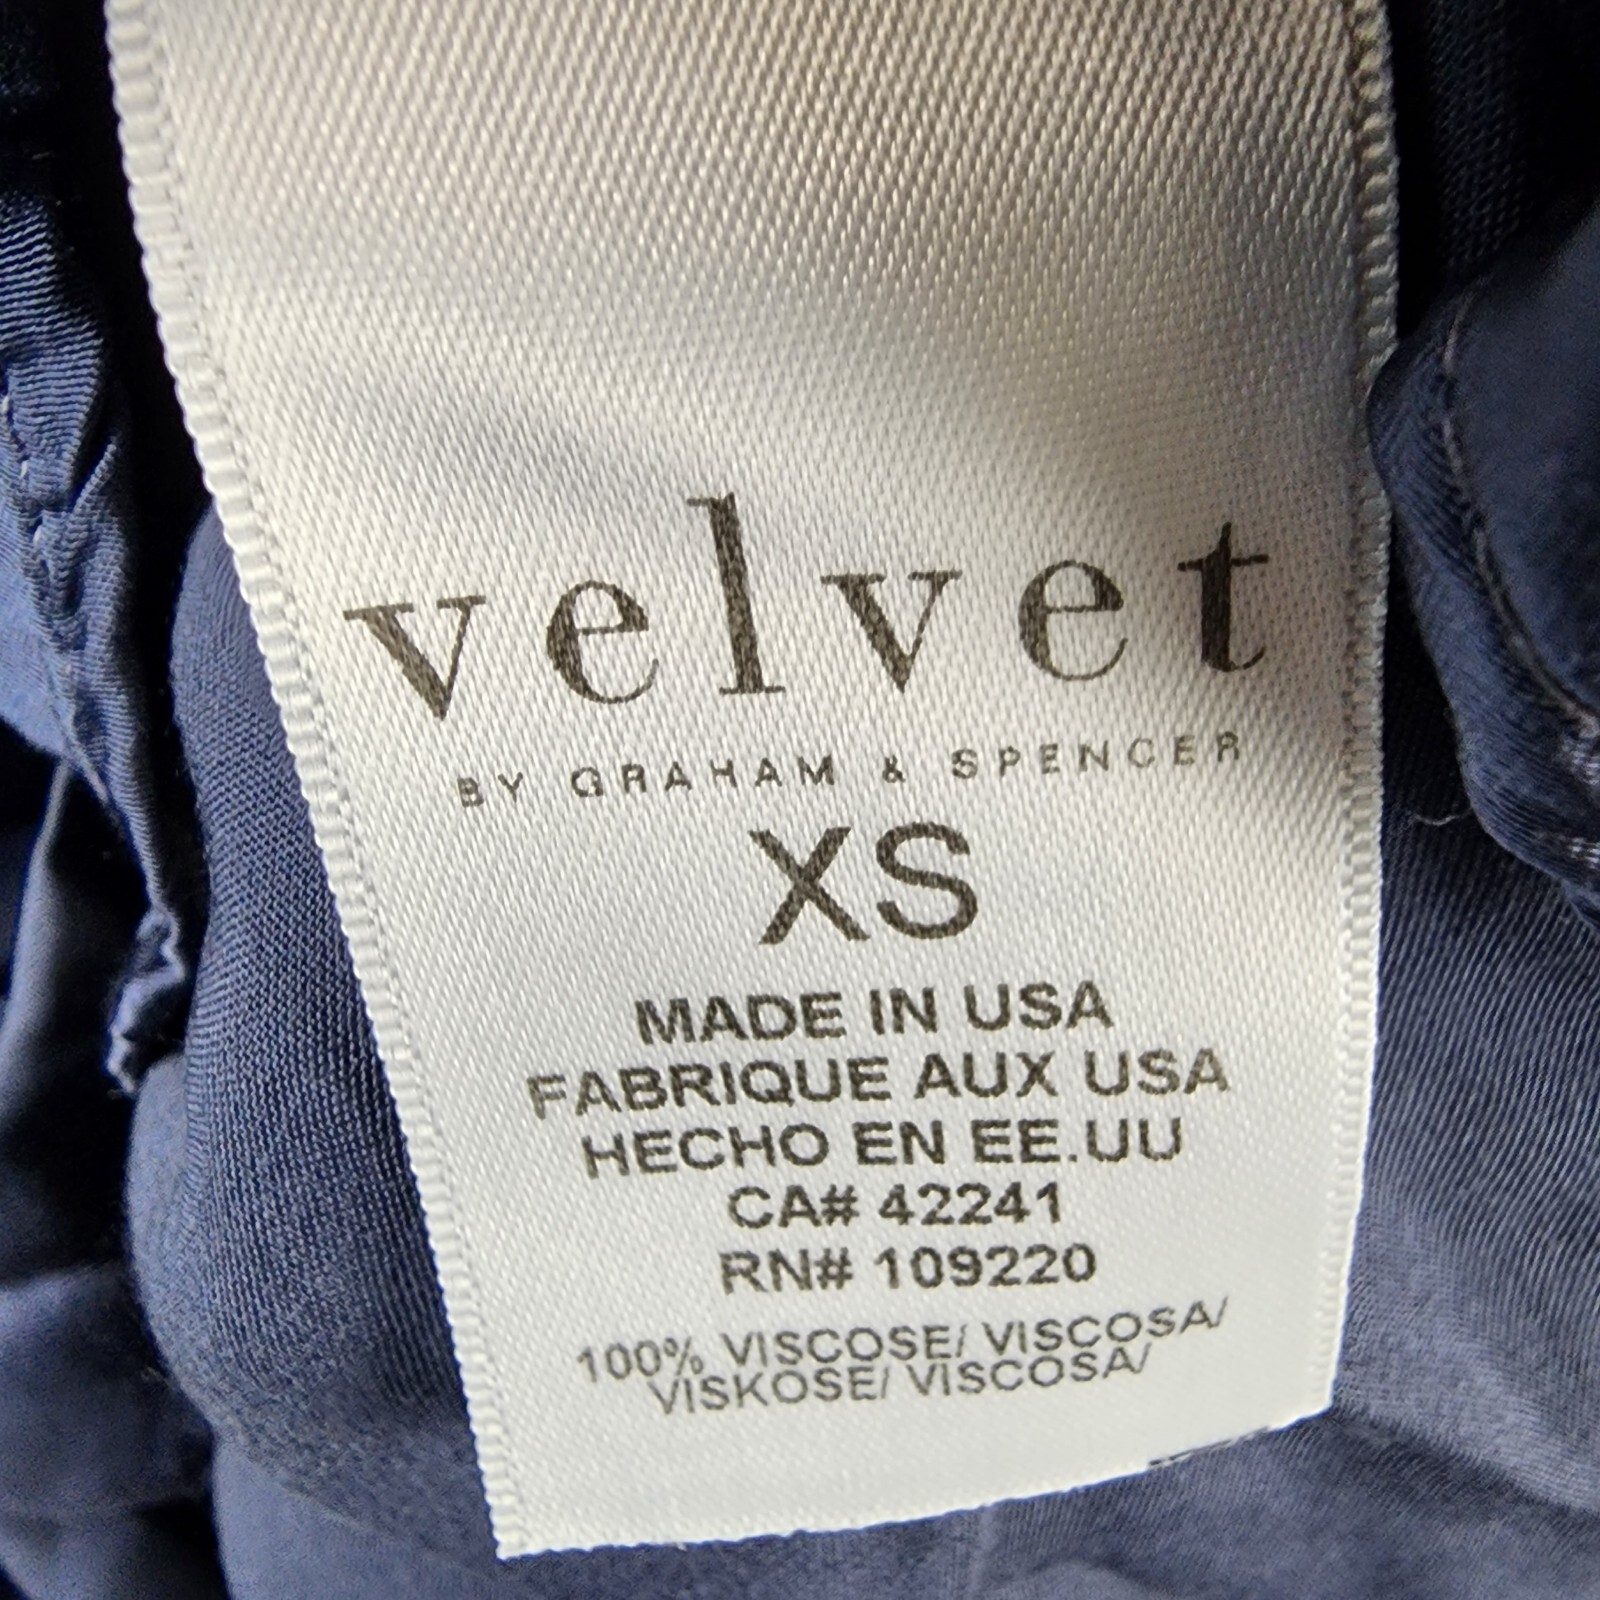 velvet
BY GRAHAM & SPENCER
XS
MADE IN USA
FABRIQUE AUX USA
HECHO EN EE.UU
CA# 42241
RN# 109220
100% VISCOSE/ VISCOSA/
VISKOSE/ VISCOSA/